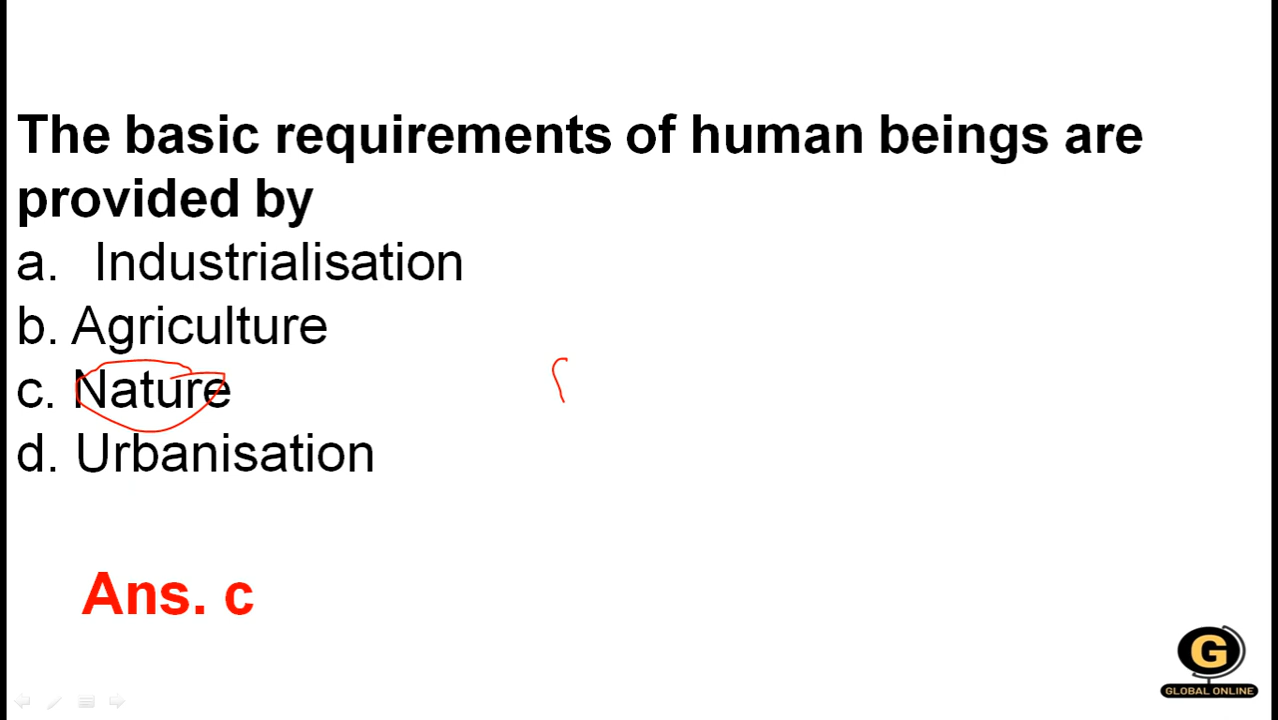 The basic requirements of human beings are
provided by
a. Industrialisation
b. Agriculture
c. Nature
d. Urbanisation
Ans. c
G
GLOBAL ONLINE